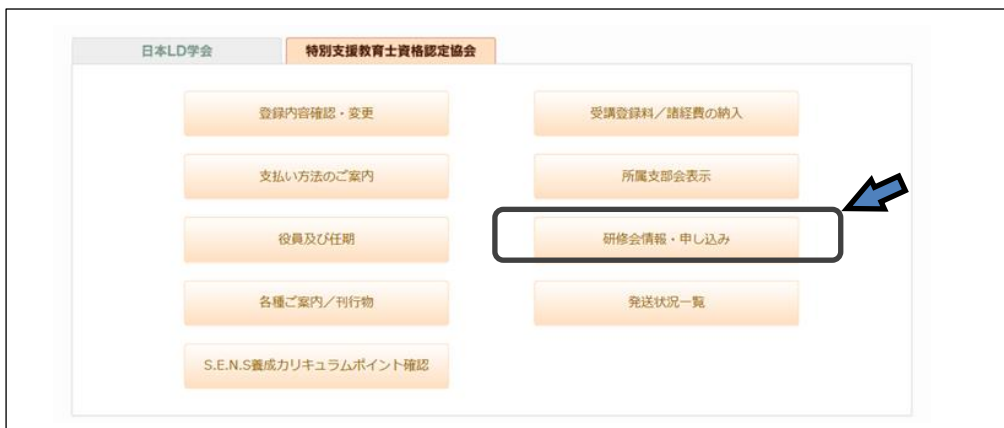 日本LD学会
特別支援教育士資格認定協会
登録内容確認・変更
受講登録料／諸経費の納入
支払い方法のご案内
所属支部会表示
役員及び任期
研修会情報・申し込み
各種ご案内／刊行物
発送状況一覧
S.E.N.S養成カリキュラムポイント確認